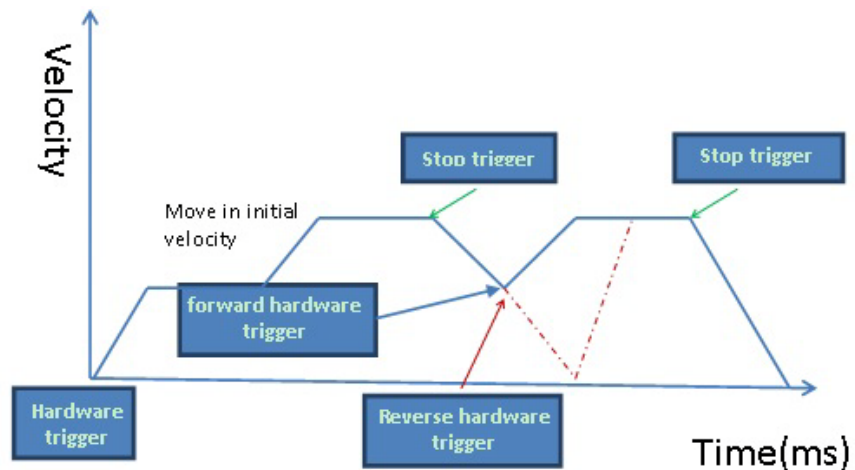 Velocity
Stop trigger
Stop trigger
Move in initial
velocity
forward hardware
trigger
Hardware
trigger
Reverse hardware
trigger
Time(ms)